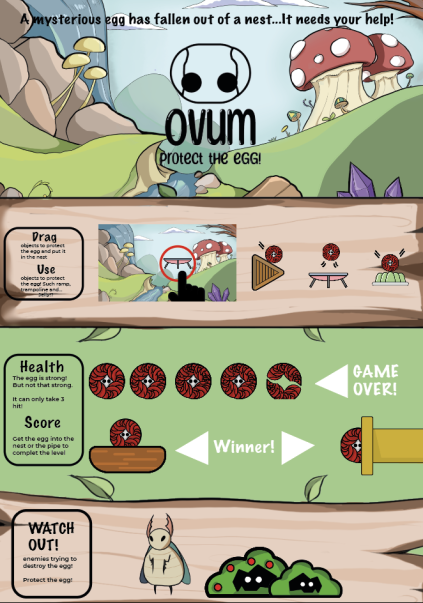 A mysterious egg has fallen out of a nest...It needs your help!
ovum
protect the egg!
Drag
objects to protect
the egg and put it
in the nest
Use
objects to
protect the
egg! Such ramp,
trampoline and...
Health
The egg is strong!
But not that strong.
It can only take 3
hit!
GAME
OVER!
Score
Get the egg into the
nest or the pipe to
complet the level
Winner!
WATCH
OUT!
enemies trying to
destroy the egg!
Protect the egg!